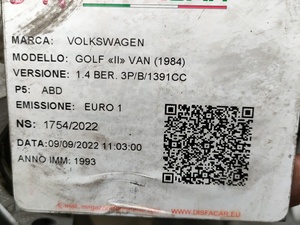 MARCA: VOLKSWAGEN
MODELLO: GOLF «II» VAN (1984)
VERSIONE: 1.4 BER. 3P/B/1391CC
P5: ABD
EMISSIONE: EURO 1
NS: 1754/2022
DATA:09/09/2022 11:03:00
ANNO IMM: 1993